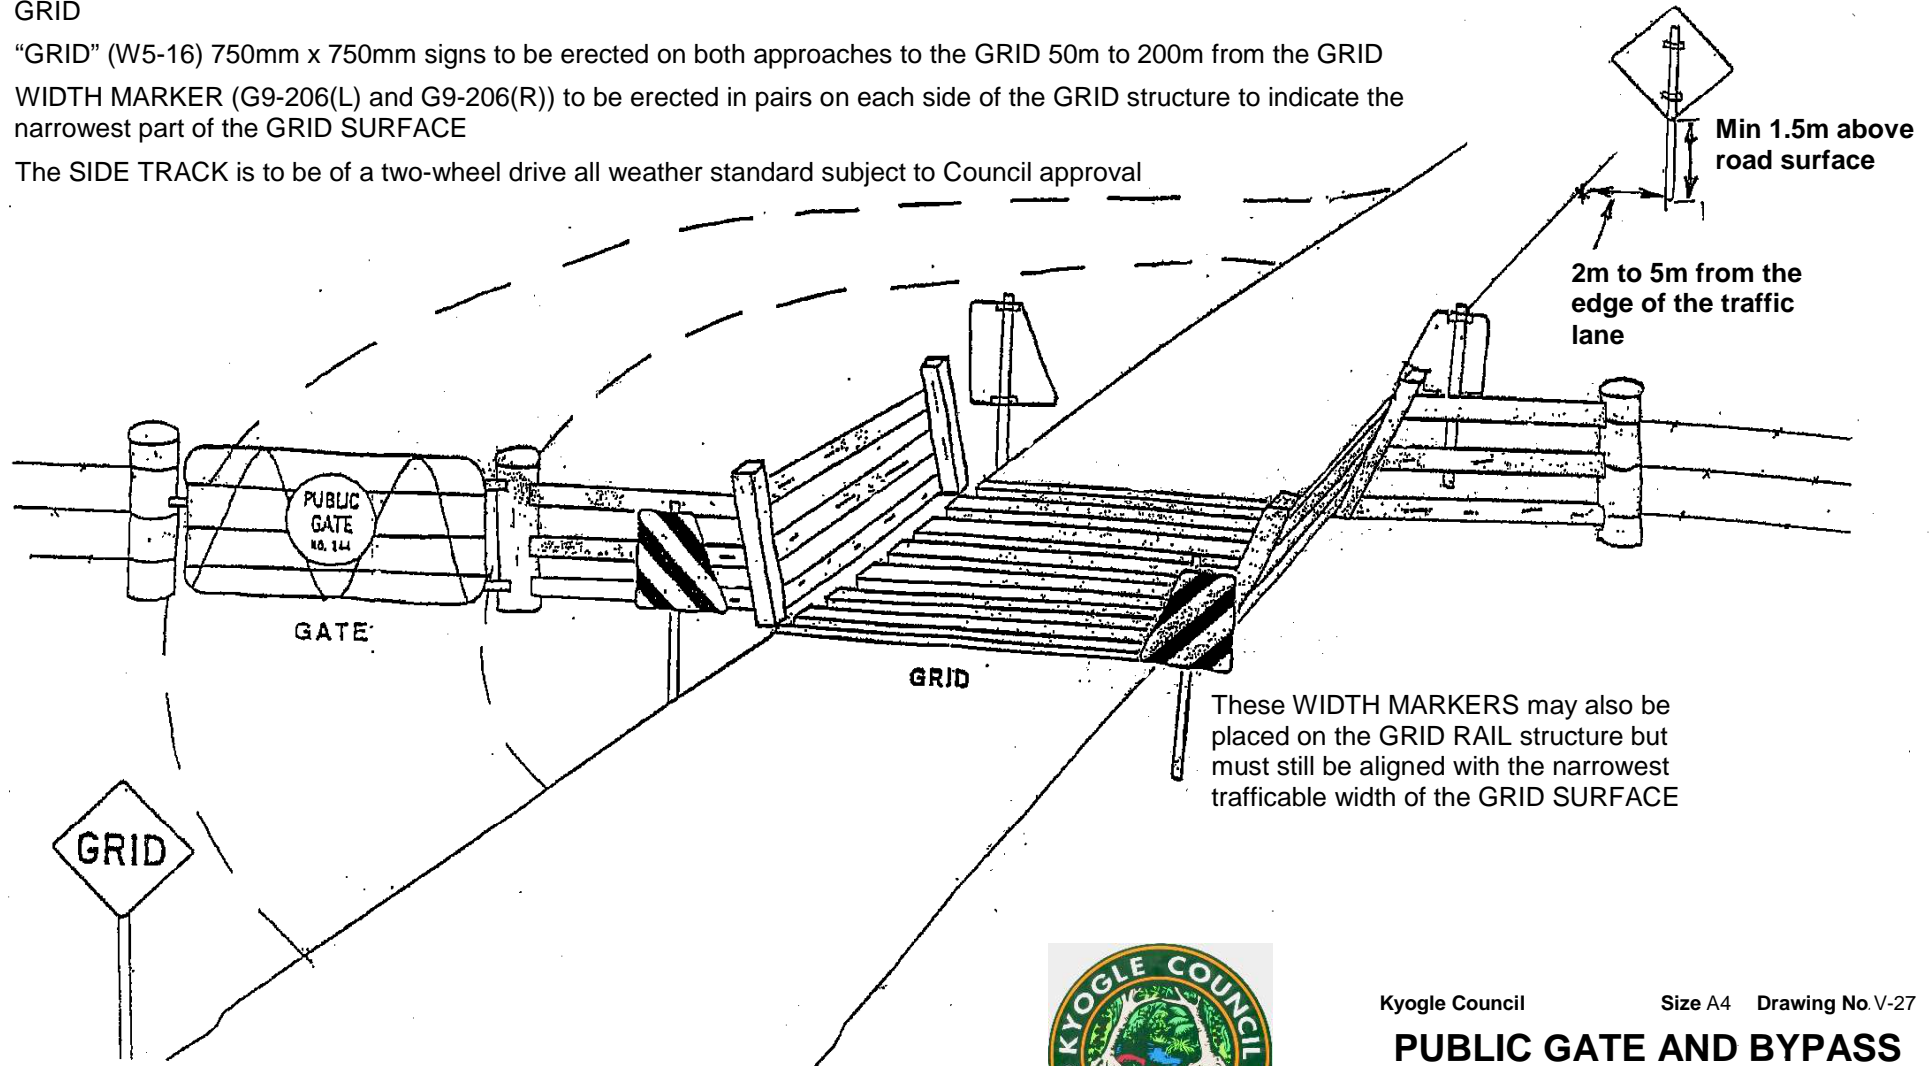 GRID
“GRID” (W5-16) 750mm x 750mm signs to be erected on both approaches to the GRID 50m to 200m from the GRID
WIDTH MARKER (G9-206(L) and G9-206(R)) to be erected in pairs on each side of the GRID structure to indicate the
narrowest part of the GRID SURFACE
The SIDE TRACK is to be of a two-wheel drive all weather standard subject to Council approval
Min 1.5m above
road surface
2m to 5m from the
edge of the traffic
lane
PUBLIC
GATE
NO. 144
GATE
GRID
These WIDTH MARKERS may also be
placed on the GRID RAIL structure but
must still be aligned with the narrowest
trafficable width of the GRID SURFACE
GRID
KYOGLE COUNCIL
Kyogle Council Size A4 Drawing No. V-27
PUBLIC GATE AND BYPASS